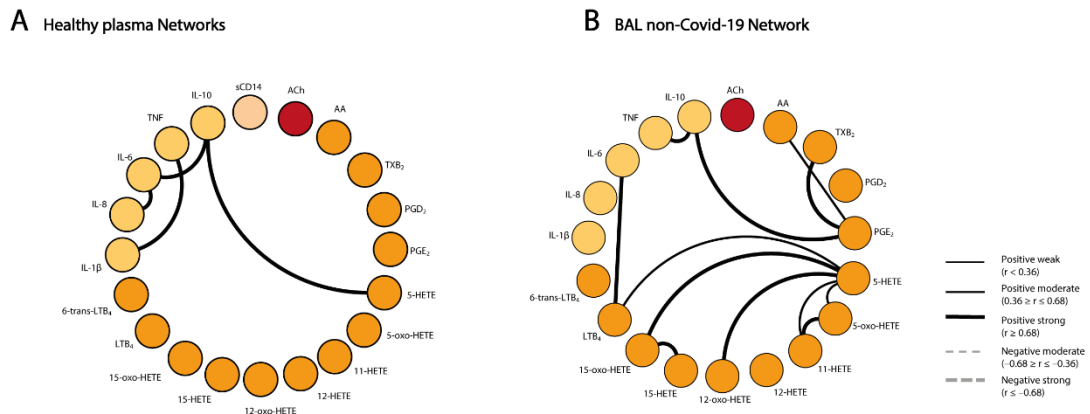 A Healthy plasma Networks
sCD14
ACh
IL-10
AA
TNF
TXB₂
IL-6
PGD₂
IL-8
PGE₂
IL-1β
5-HETE
6-trans-LTB₄
5-oxo-HETE
LTB₄
11-HETE
15-oxo-HETE
12-HETE
15-HETE
12-oxo-HETE
B BAL non-Covid-19 Network
ACh
IL-10
AA
TNF
TXB₂
IL-6
PGD₂
IL-8
PGE₂
IL-1β
5-HETE
6-trans-LTB₄
5-oxo-HETE
LTB₄
11-HETE
15-oxo-HETE
12-HETE
15-HETE
12-oxo-HETE
Positive weak
(r < 0.36)
Positive moderate
(0.36 ≥ r ≤ 0.68)
Positive strong
(r ≥ 0.68)
Negative moderate
(−0.68 ≥ r ≤ −0.36)
Negative strong
(r ≤ −0.68)